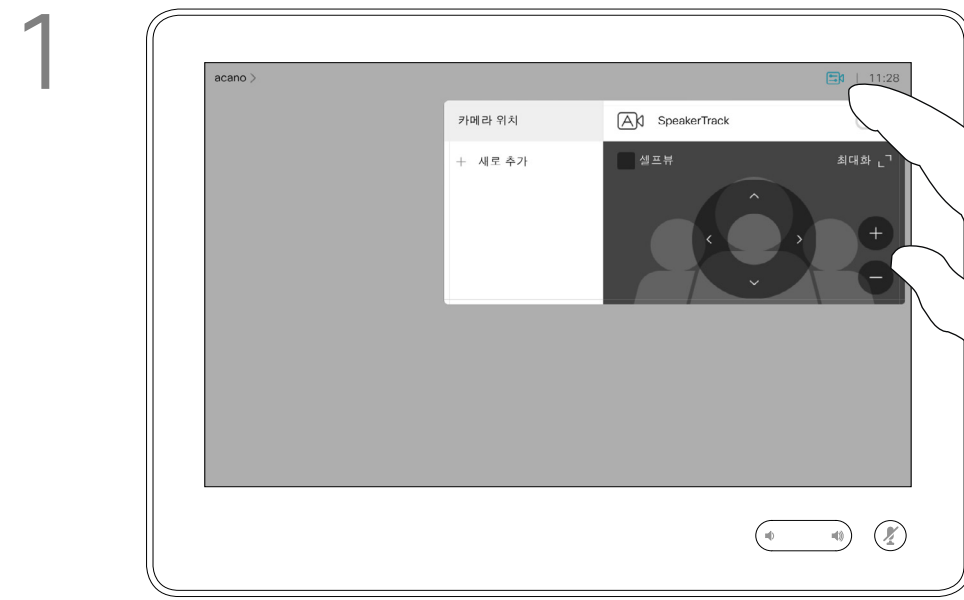 1
acano >
11:28
카메라 위치
SpeakerTrack
+ 새로 추가
셀프뷰
최대화